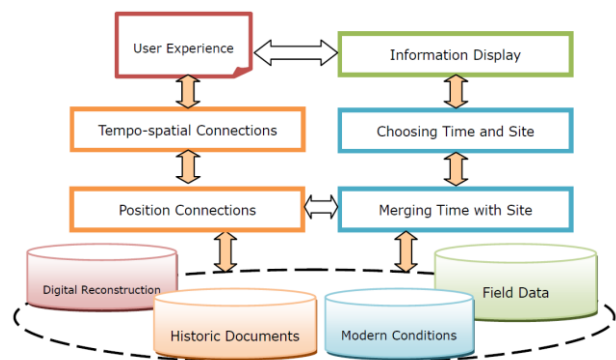 User Experience
Information Display
Tempo-spatial Connections
Choosing Time and Site
Position Connections
Merging Time with Site
Digital Reconstruction
Field Data
Historic Documents
Modern Conditions